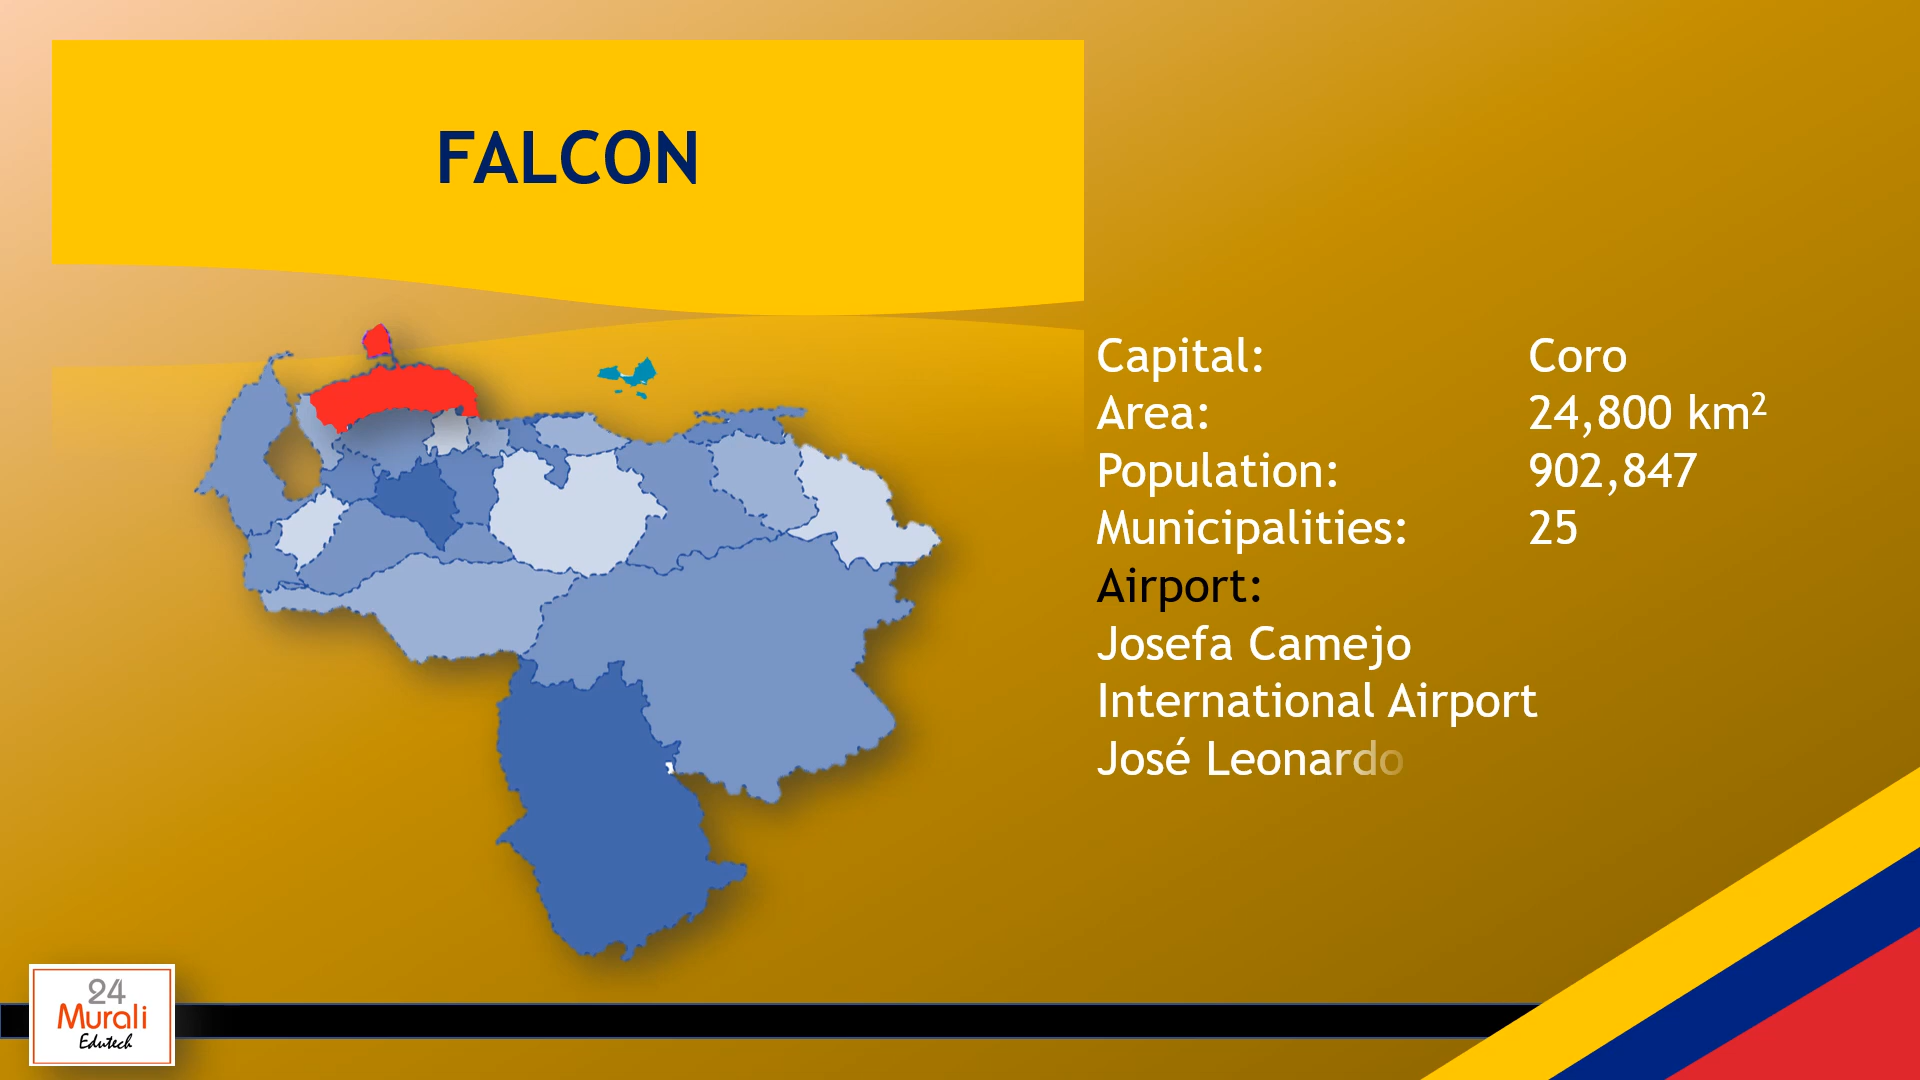 FALCON
Capital: Coro
Area: 24,800 km²
Population: 902,847
Municipalities: 25
Airport:
Josefa Camejo
International Airport
José Leonardo
24
Murali
Edutech